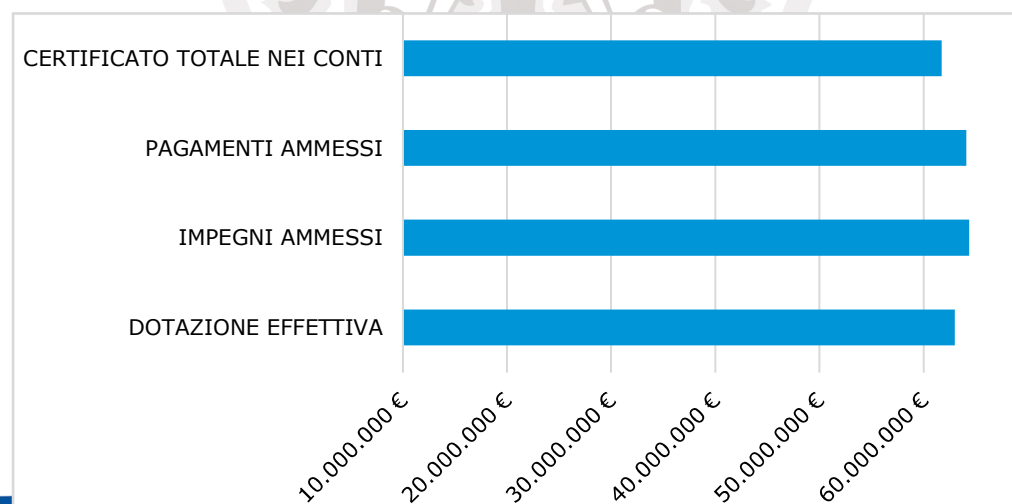 CERTIFICATO TOTALE NEI CONTI
PAGAMENTI AMMESSI
IMPEGNI AMMESSI
DOTAZIONE EFFETTIVA
10.000.000 €
20.000.000 €
30.000.000 €
40.000.000 €
50.000.000 €
60.000.000 €